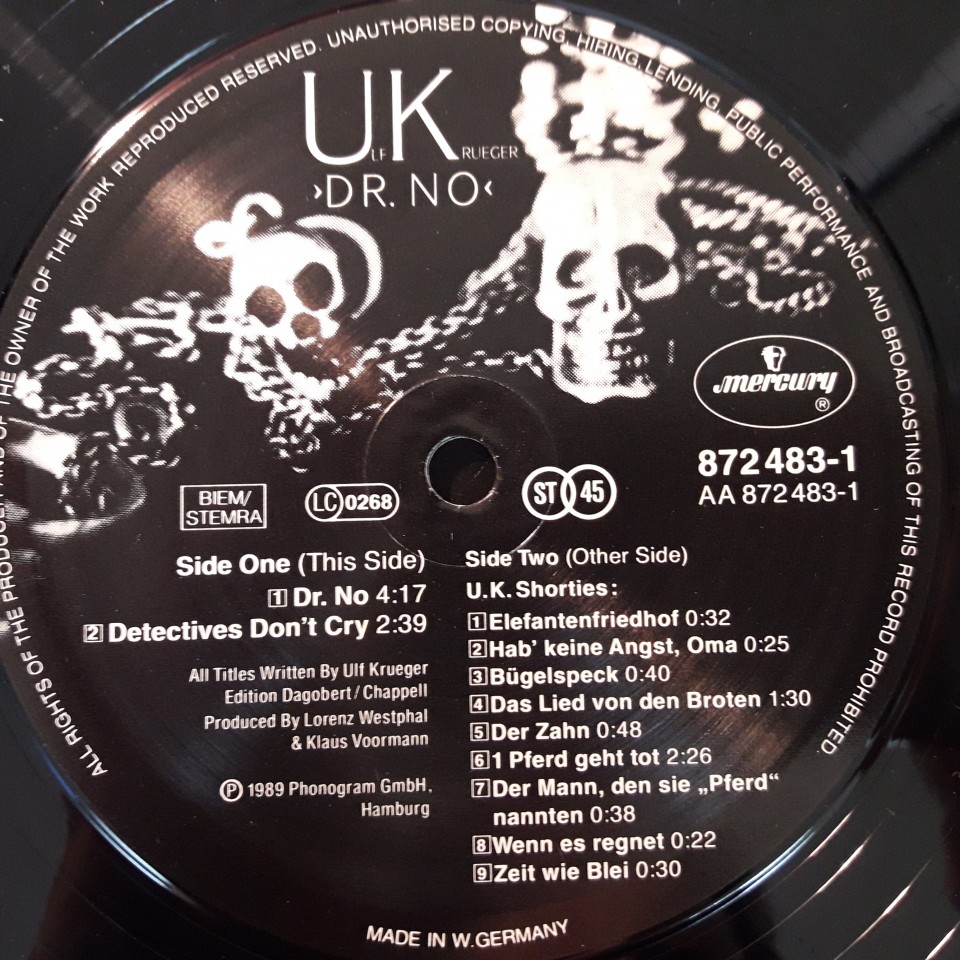 ALL RIGHTS OF THE PRODUCER AND OF THE OWNER OF THE WORK REPRODUCED RESERVED. UNAUTHORISED COPYING, HIRING, LENDING, PUBLIC PERFORMANCE AND BROADCASTING OF THIS RECORD PROHIBITED
ULF KRUEGER
›DR. NO‹
mercury ®
872 483-1
AA 872 483-1
BIEM/
STEMRA
LC 0268
ST 45
Side One (This Side)
1 Dr. No 4:17
2 Detectives Don't Cry 2:39
All Titles Written By Ulf Krueger
Edition Dagobert/Chappell
Produced By Lorenz Westphal
& Klaus Voormann
℗ 1989 Phonogram GmbH,
Hamburg
Side Two (Other Side)
U.K. Shorties:
1 Elefantenfriedhof 0:32
2 Hab' keine Angst, Oma 0:25
3 Bügelspeck 0:40
4 Das Lied von den Broten 1:30
5 Der Zahn 0:48
6 1 Pferd geht tot 2:26
7 Der Mann, den sie „Pferd“
nannten 0:38
8 Wenn es regnet 0:22
9 Zeit wie Blei 0:30
MADE IN W.GERMANY